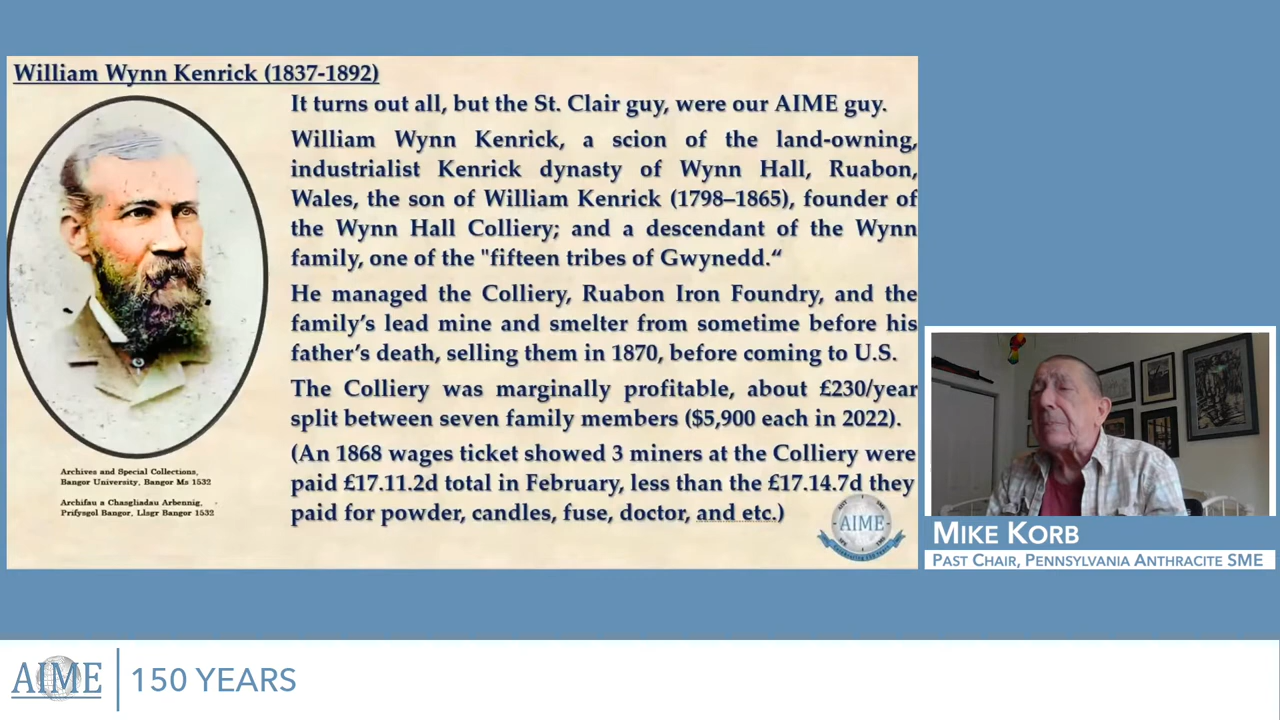 William Wynn Kenrick (1837-1892)
It turns out all, but the St. Clair guy, were our AIME guy.
William Wynn Kenrick, a scion of the land-owning,
industrialist Kenrick dynasty of Wynn Hall, Ruabon,
Wales, the son of William Kenrick (1798–1865), founder of
the Wynn Hall Colliery; and a descendant of the Wynn
family, one of the "fifteen tribes of Gwynedd.“
He managed the Colliery, Ruabon Iron Foundry, and the
family’s lead mine and smelter from sometime before his
father’s death, selling them in 1870, before coming to U.S.
The Colliery was marginally profitable, about £230/year
split between seven family members ($5,900 each in 2022).
(An 1868 wages ticket showed 3 miners at the Colliery were
paid £17.11.2d total in February, less than the £17.14.7d they
paid for powder, candles, fuse, doctor, and etc.)
Archives and Special Collections,
Bangor University, Bangor Ms 1532
Archifau a Chasgliadau Arbennig,
Prifysgol Bangor, Llsgr Bangor 1532
AIME
MIKE KORB
PAST CHAIR, PENNSYLVANIA ANTHRACITE SME
AIME
150 YEARS